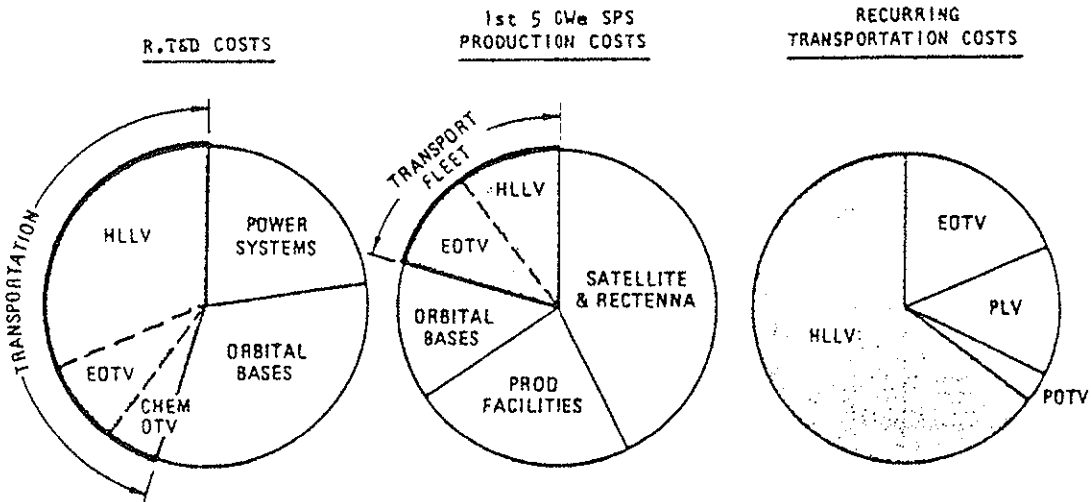 R.T&D COSTS
1st 5 GWe SPS
PRODUCTION COSTS
RECURRING
TRANSPORTATION COSTS
TRANSPORTATION
HLLV
POWER
SYSTEMS
EOTV
CHEM
OTV
ORBITAL
BASES
TRANSPORT
FLEET
HLLV
EOTV
SATELLITE
& RECTENNA
ORBITAL
BASES
PROD
FACILITIES
EOTV
PLV
HLLV
POTV